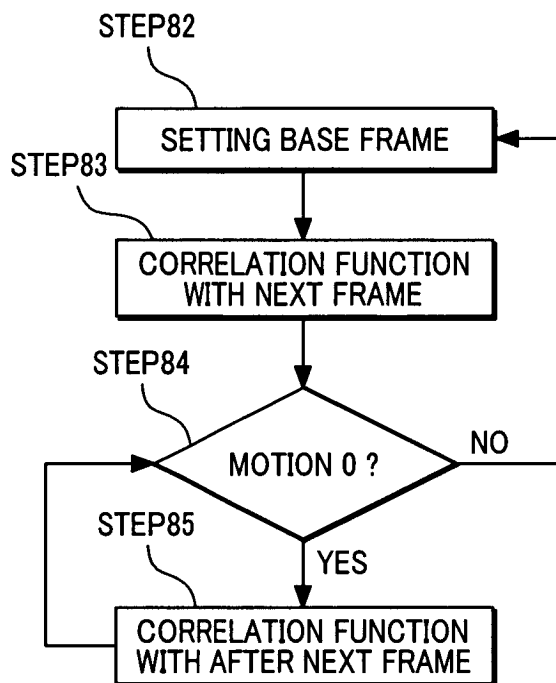 STEP82
SETTING BASE FRAME
STEP83
CORRELATION FUNCTION
WITH NEXT FRAME
STEP84
MOTION 0 ?
NO
YES
STEP85
CORRELATION FUNCTION
WITH AFTER NEXT FRAME